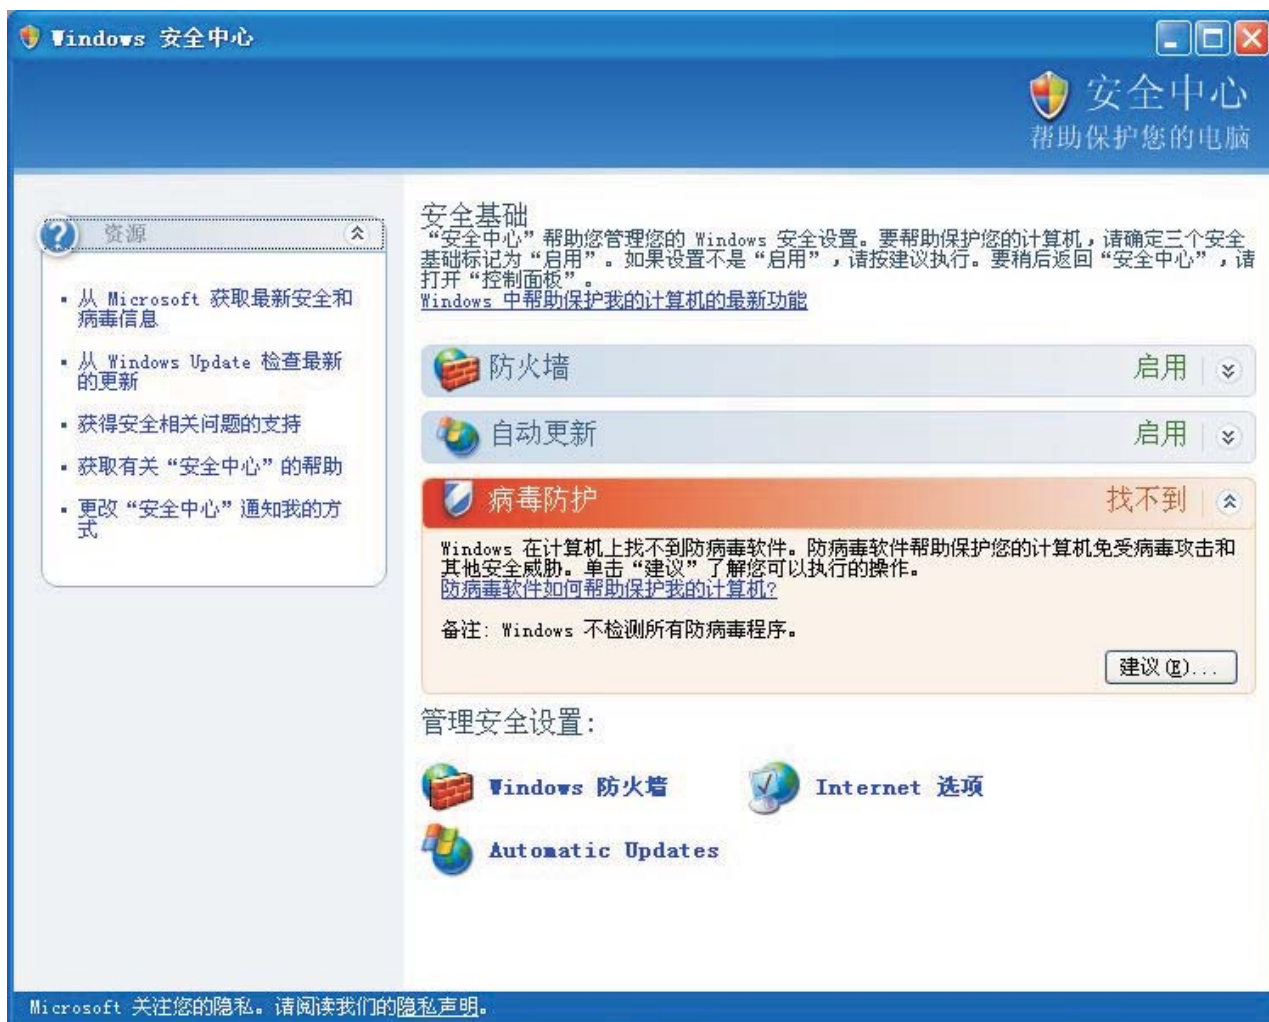 Windows 安全中心
安全中心
帮助保护您的电脑
资源
从 Microsoft 获取最新安全和
病毒信息
从 Windows Update 检查最新
的更新
获得安全相关问题的支持
获取有关“安全中心”的帮助
更改“安全中心”通知我的方
式
安全基础
“安全中心”帮助您管理您的 Windows 安全设置。要帮助保护您的计算机，请确定三个安全
基础标记为“启用”。如果设置不是“启用”，请按建议执行。要稍后返回“安全中心”，请
打开“控制面板”。
Windows 中帮助保护我的计算机的最新功能
防火墙 启用
自动更新 启用
病毒防护 找不到
Windows 在计算机上找不到防病毒软件。防病毒软件帮助保护您的计算机免受病毒攻击和
其他安全威胁。单击“建议”了解您可以执行的操作。
防病毒软件如何帮助保护我的计算机?
备注: Windows 不检测所有防病毒程序。
建议(E)...
管理安全设置:
Windows 防火墙 Internet 选项
Automatic Updates
Microsoft 关注您的隐私。请阅读我们的隐私声明。